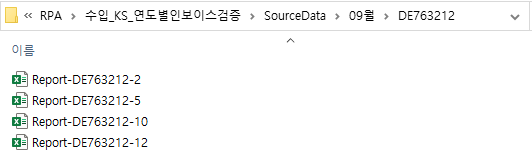 « RPA > 수입_KS_연도별인보이스검증 > SourceData > 09월 > DE763212
이름
Report-DE763212-2
Report-DE763212-5
Report-DE763212-10
Report-DE763212-12